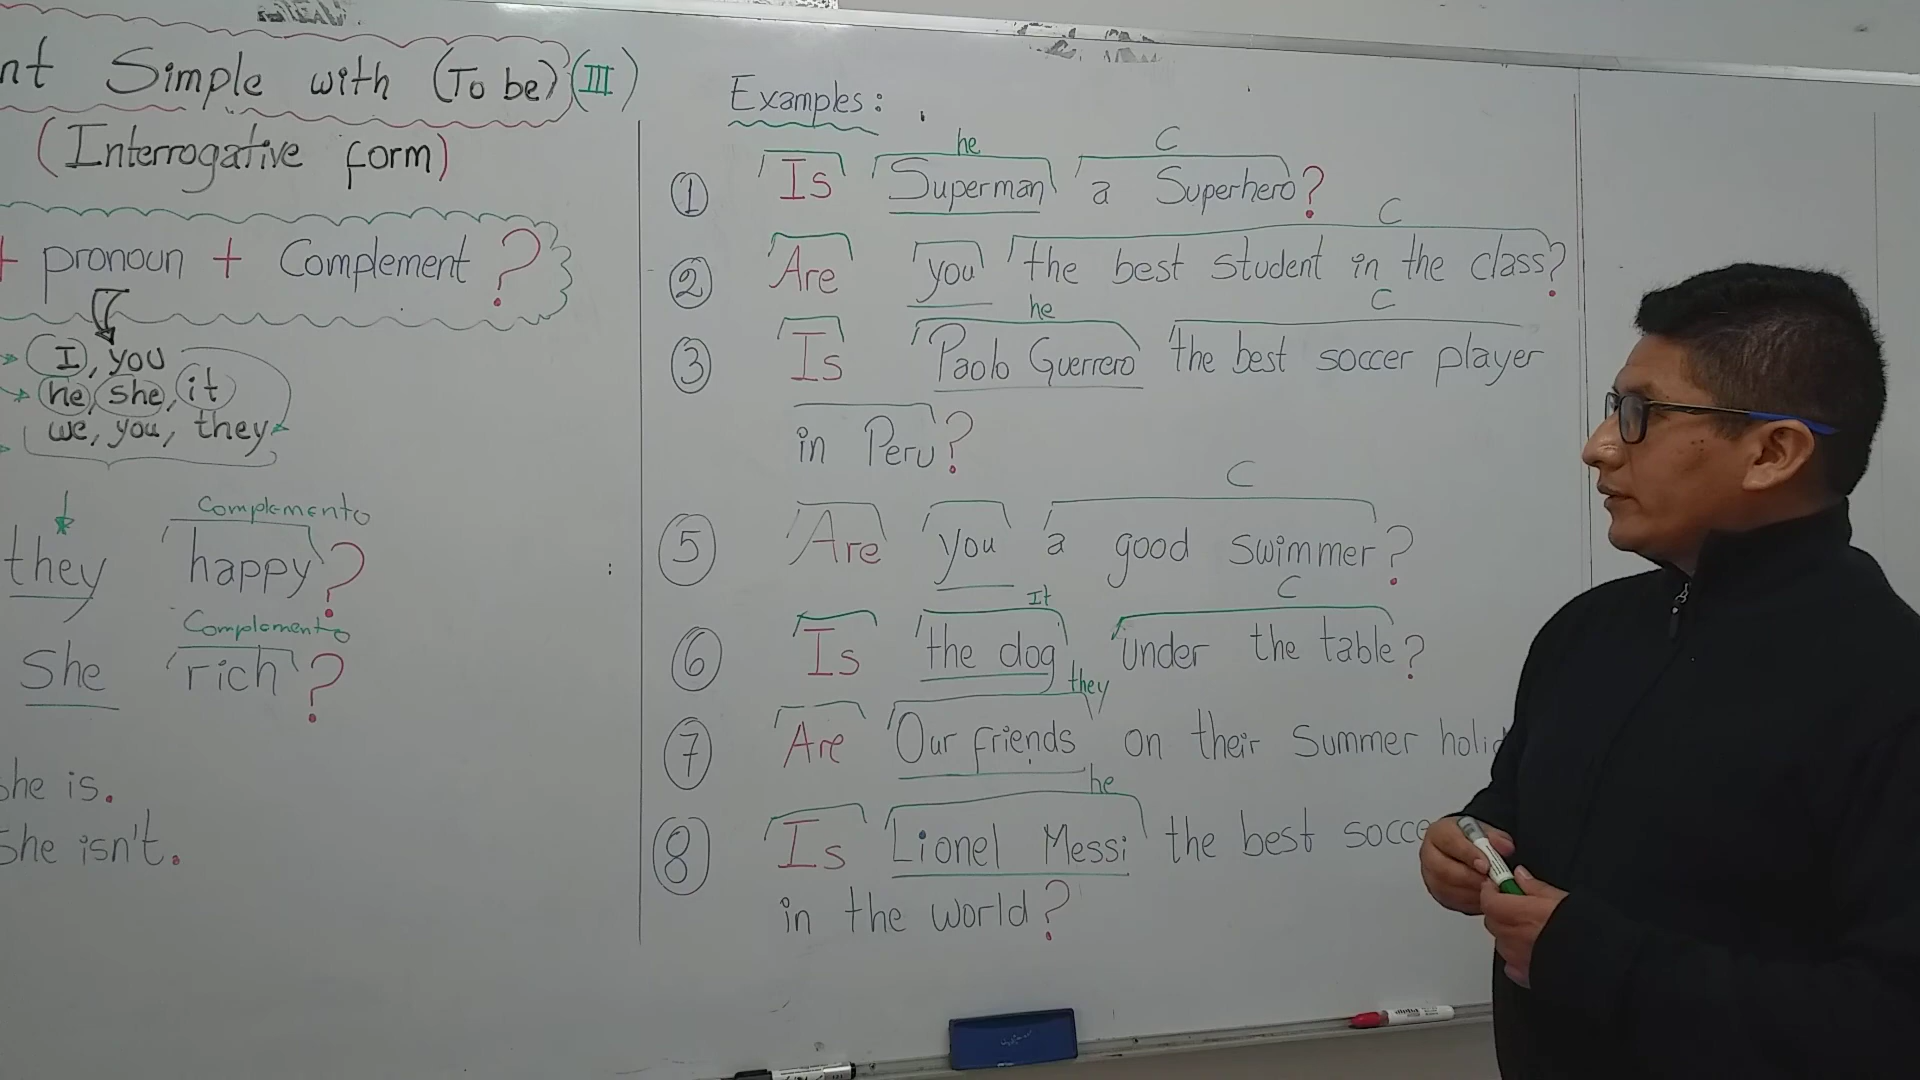 nt Simple with (To be) (III)
(Interrogative form)
+ pronoun + Complement ?
I, you
he, she, it
we, you, they
Complemento
they happy?
Complemento
She rich?
She is.
She isn't.
Examples:
he C
① Is Superman a Superhero?
C
② Are you the best student in the class?
he C
③ Is Paolo Guerrero the best soccer player
in Peru?
C
⑤ Are you a good swimmer?
It C
⑥ Is the dog under the table?
they
⑦ Are Our friends on their summer holid
he
⑧ Is Lionel Messi the best socce
in the world?